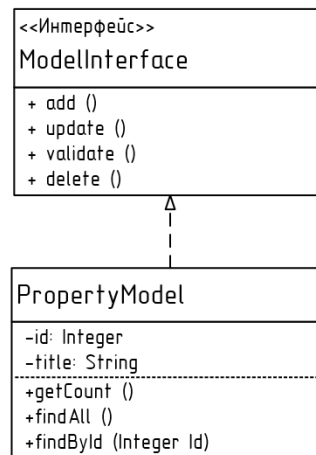 <<Интерфейс>>
ModelInterface
+ add ()
+ update ()
+ validate ()
+ delete ()
PropertyModel
-id: Integer
-title: String
+getCount ()
+findAll ()
+findById (Integer Id)